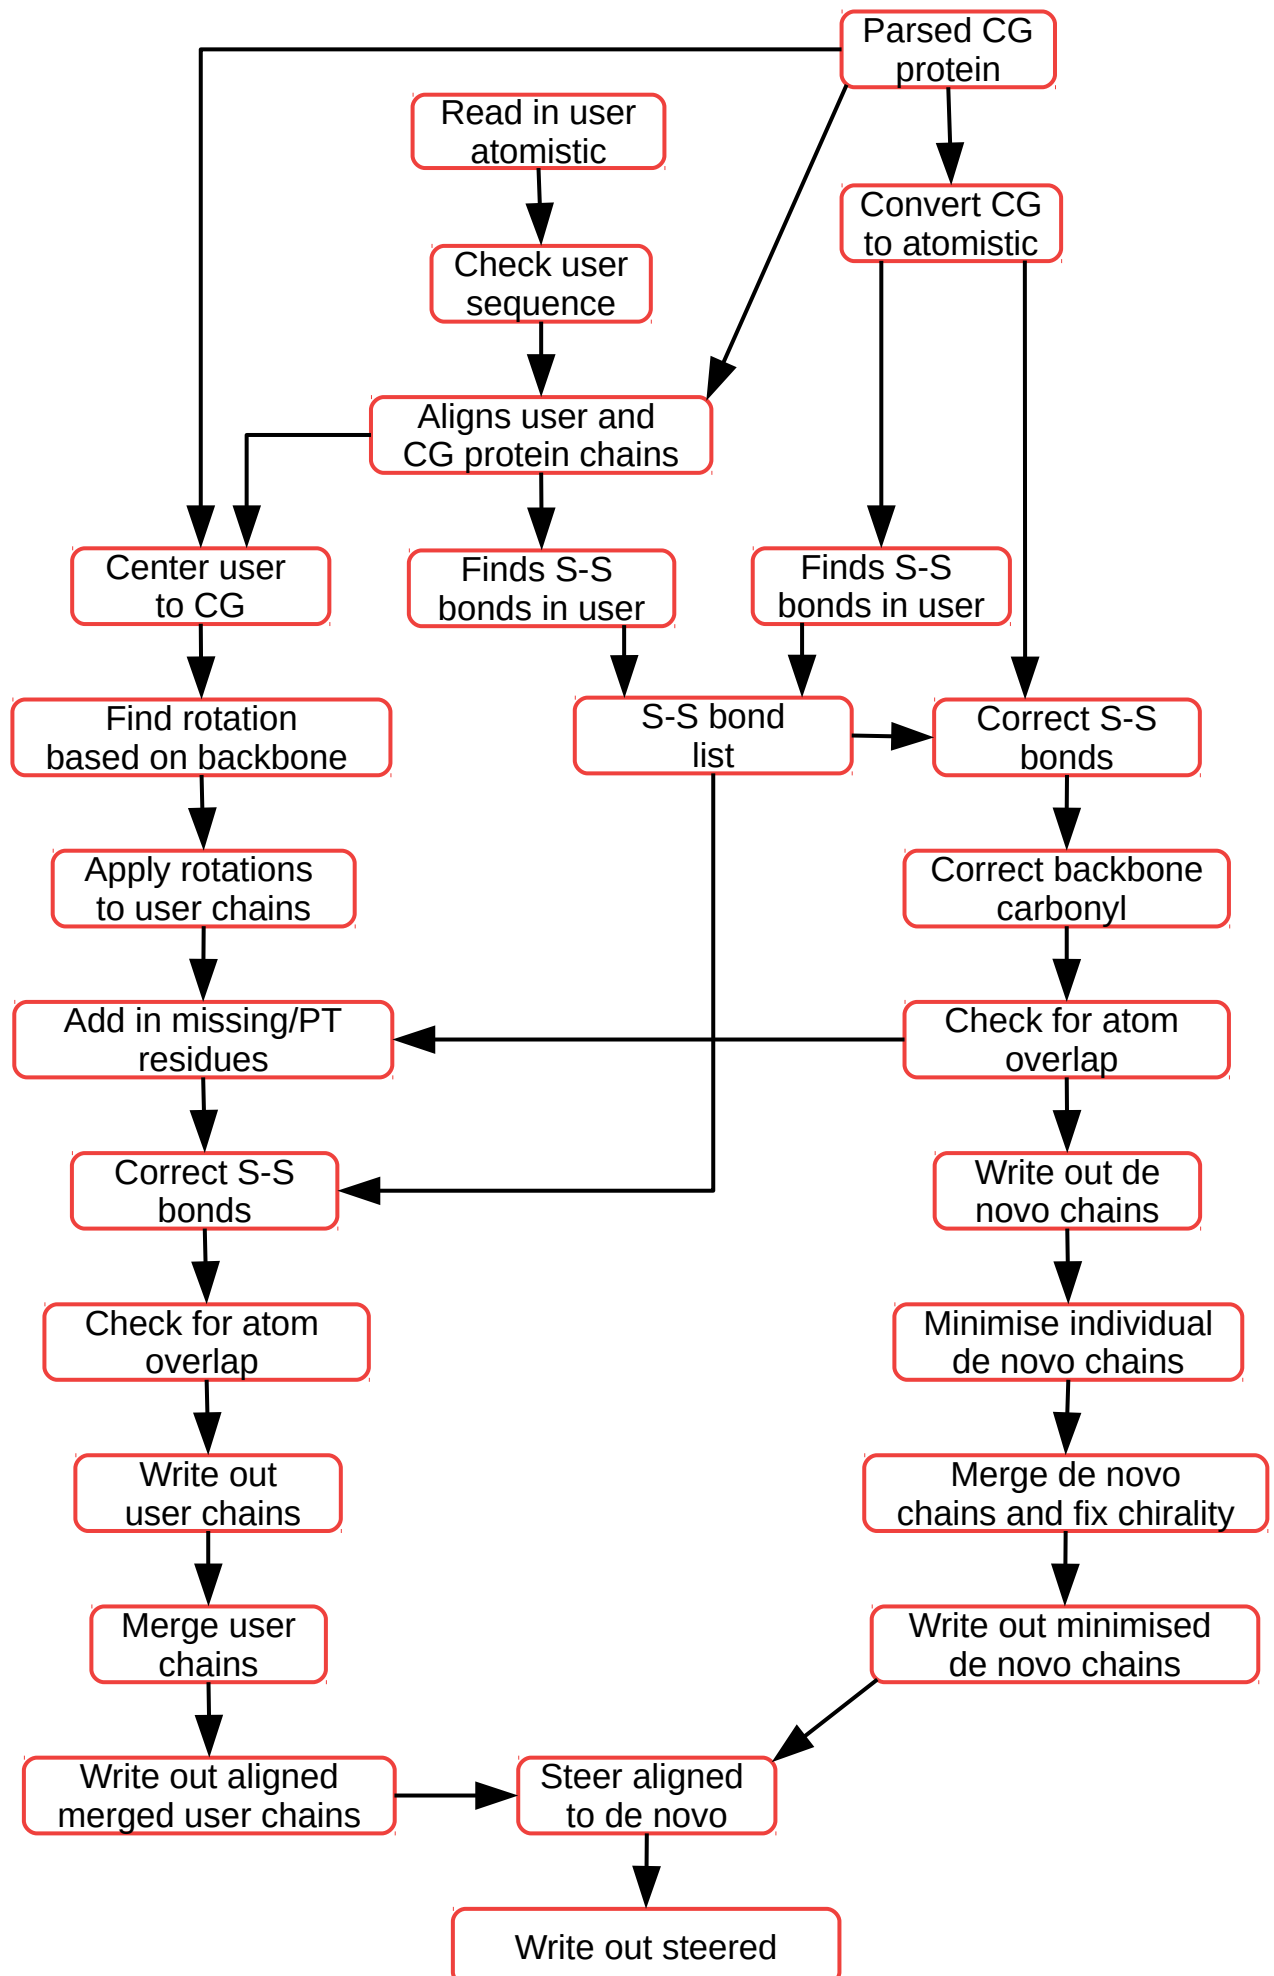 Parsed CG
protein
Read in user
atomistic
Convert CG
to atomistic
Check user
sequence
Aligns user and
CG protein chains
Center user
to CG
Finds S-S
bonds in user
Finds S-S
bonds in user
Find rotation
based on backbone
S-S bond
list
Correct S-S
bonds
Apply rotations
to user chains
Correct backbone
carbonyl
Add in missing/PT
residues
Check for atom
overlap
Correct S-S
bonds
Write out de
novo chains
Check for atom
overlap
Minimise individual
de novo chains
Write out
user chains
Merge de novo
chains and fix chirality
Merge user
chains
Write out minimised
de novo chains
Write out aligned
merged user chains
Steer aligned
to de novo
Write out steered